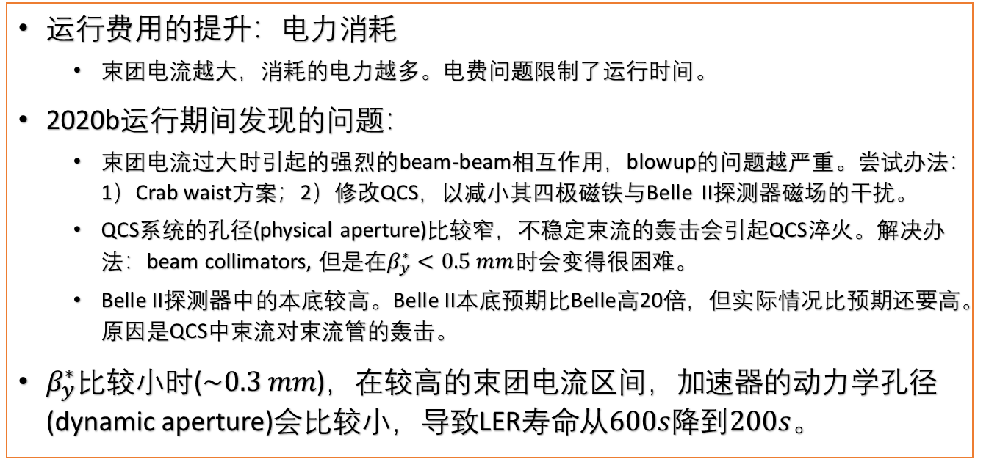 • 运行费用的提升：电力消耗
• 束团电流越大，消耗的电力越多。电费问题限制了运行时间。
• 2020b运行期间发现的问题：
• 束团电流过大时引起的强烈的beam-beam相互作用，blowup的问题越严重。尝试办法：
1）Crab waist方案；2）修改QCS，以减小其四极磁铁与Belle II探测器磁场的干扰。
• QCS系统的孔径(physical aperture)比较窄，不稳定束流的轰击会引起QCS淬火。解决办
法：beam collimators, 但是在β*y < 0.5 mm时会变得很困难。
• Belle II探测器中的本底较高。Belle II本底预期比Belle高20倍，但实际情况比预期还要高。
原因是QCS中束流对束流管的轰击。
• β*y比较小时(~0.3 mm)，在较高的束团电流区间，加速器的动力学孔径
(dynamic aperture)会比较小，导致LER寿命从600s降到200s。